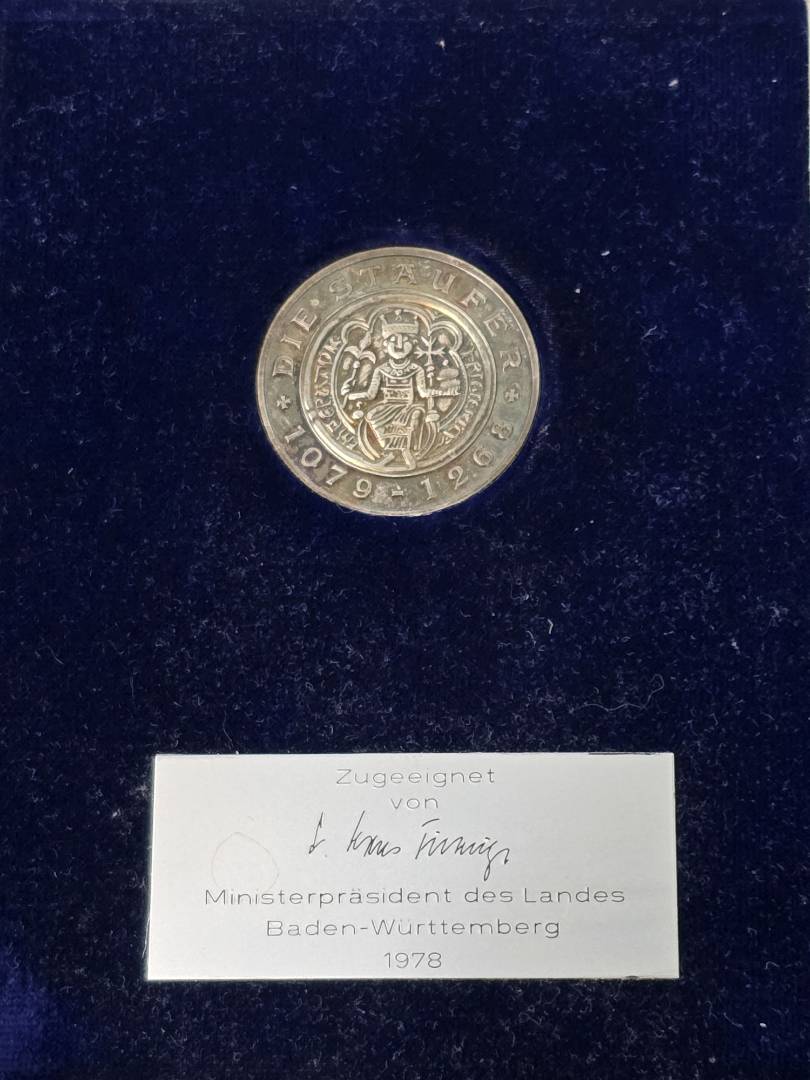 DIE · STAUFER
1079 - 1268
Zugeeignet
von
Ministerpräsident des Landes
Baden-Württemberg
1978